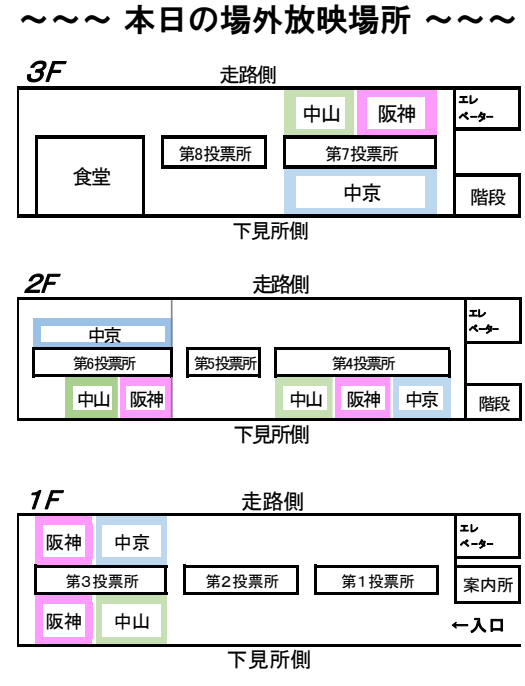 ～～～ 本日の場外放映場所 ～～～
3F
走路側
中山 阪神
エレベーター
第8投票所 第7投票所
食堂
中京
階段
下見所側
2F
走路側
エレベーター
中京
第6投票所 第5投票所 第4投票所
中山 阪神 中山 阪神 中京
階段
下見所側
1F
走路側
エレベーター
阪神 中京
第3投票所 第2投票所 第1投票所
案内所
阪神 中山
←入口
下見所側